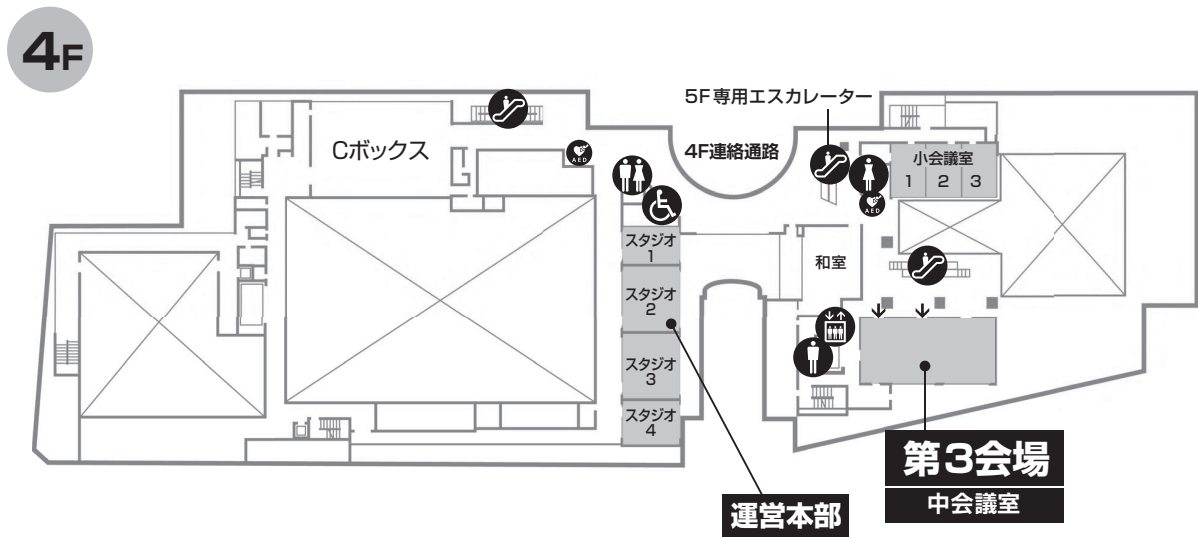 4F
5F専用エスカレーター
Cボックス
AED
4F連絡通路
小会議室
1 2 3
AED
スタジオ
1
和室
スタジオ
2
スタジオ
3
スタジオ
4
第3会場
中会議室
運営本部